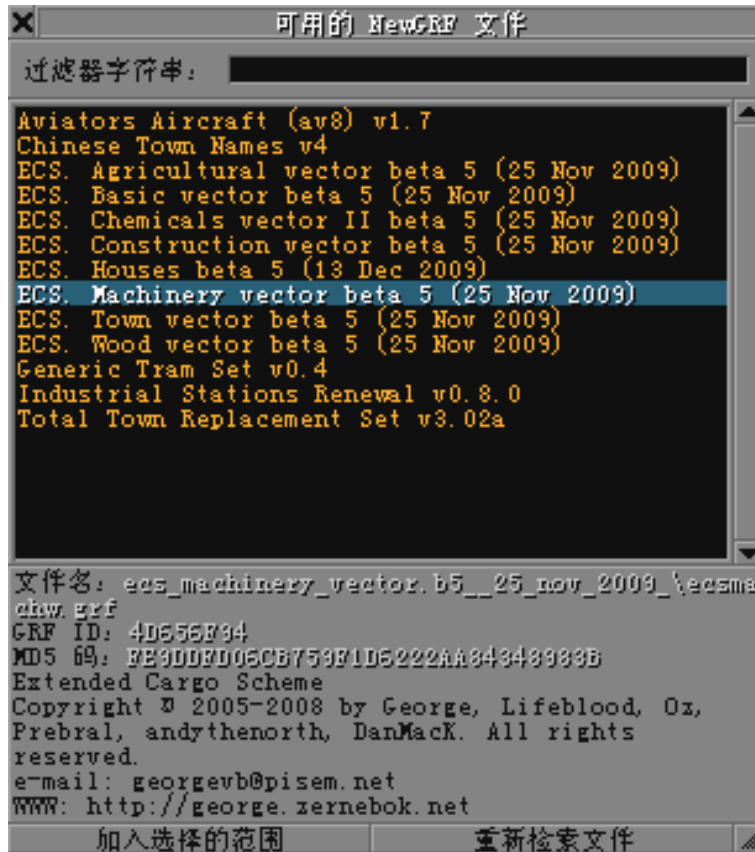 可用的 NewGRF 文件
过滤器字符串:
Aviators Aircraft (av8) v1.7
Chinese Town Names v4
ECS. Agricultural vector beta 5 (25 Nov 2009)
ECS. Basic vector beta 5 (25 Nov 2009)
ECS. Chemicals vector II beta 5 (25 Nov 2009)
ECS. Construction vector beta 5 (25 Nov 2009)
ECS. Houses beta 5 (13 Dec 2009)
ECS. Machinery vector beta 5 (25 Nov 2009)
ECS. Town vector beta 5 (25 Nov 2009)
ECS. Wood vector beta 5 (25 Nov 2009)
Generic Tram Set v0.4
Industrial Stations Renewal v0.8.0
Total Town Replacement Set v3.02a
文件名: ecs_machinery_vector.b5__25_nov_2009_\ecsma
chw.grf
GRF ID: 4D656F94
MD5 码: FE9DDFD06CB759F1D6222AA84348983B
Extended Cargo Scheme
Copyright © 2005-2008 by George, Lifeblood, Oz,
Prebral, andythenorth, DanMacK. All rights
reserved.
e-mail: georgevb@pisem.net
WWW: http://george.zernebok.net
加入选择的范围
重新检索文件